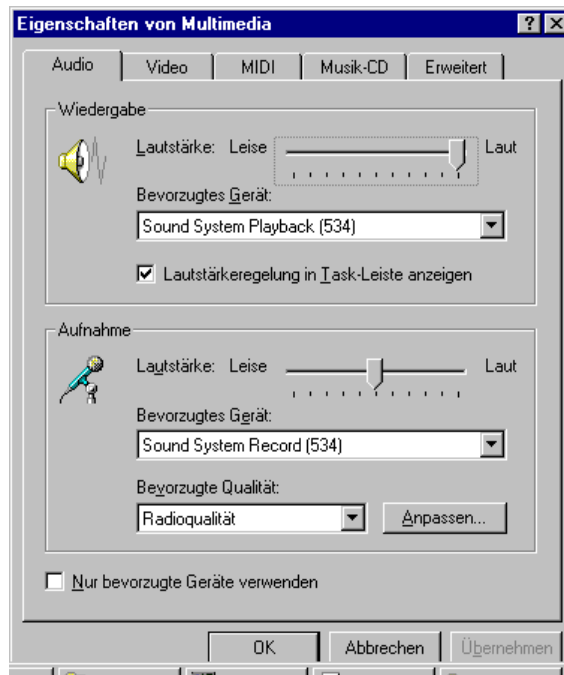 Eigenschaften von Multimedia
Audio Video MIDI Musik-CD Erweitert
Wiedergabe
Lautstärke: Leise Laut
Bevorzugtes Gerät:
Sound System Playback (534)
Lautstärkeregelung in Task-Leiste anzeigen
Aufnahme
Lautstärke: Leise Laut
Bevorzugtes Gerät:
Sound System Record (534)
Bevorzugte Qualität:
Radioqualität Anpassen...
Nur bevorzugte Geräte verwenden
OK Abbrechen Übernehmen